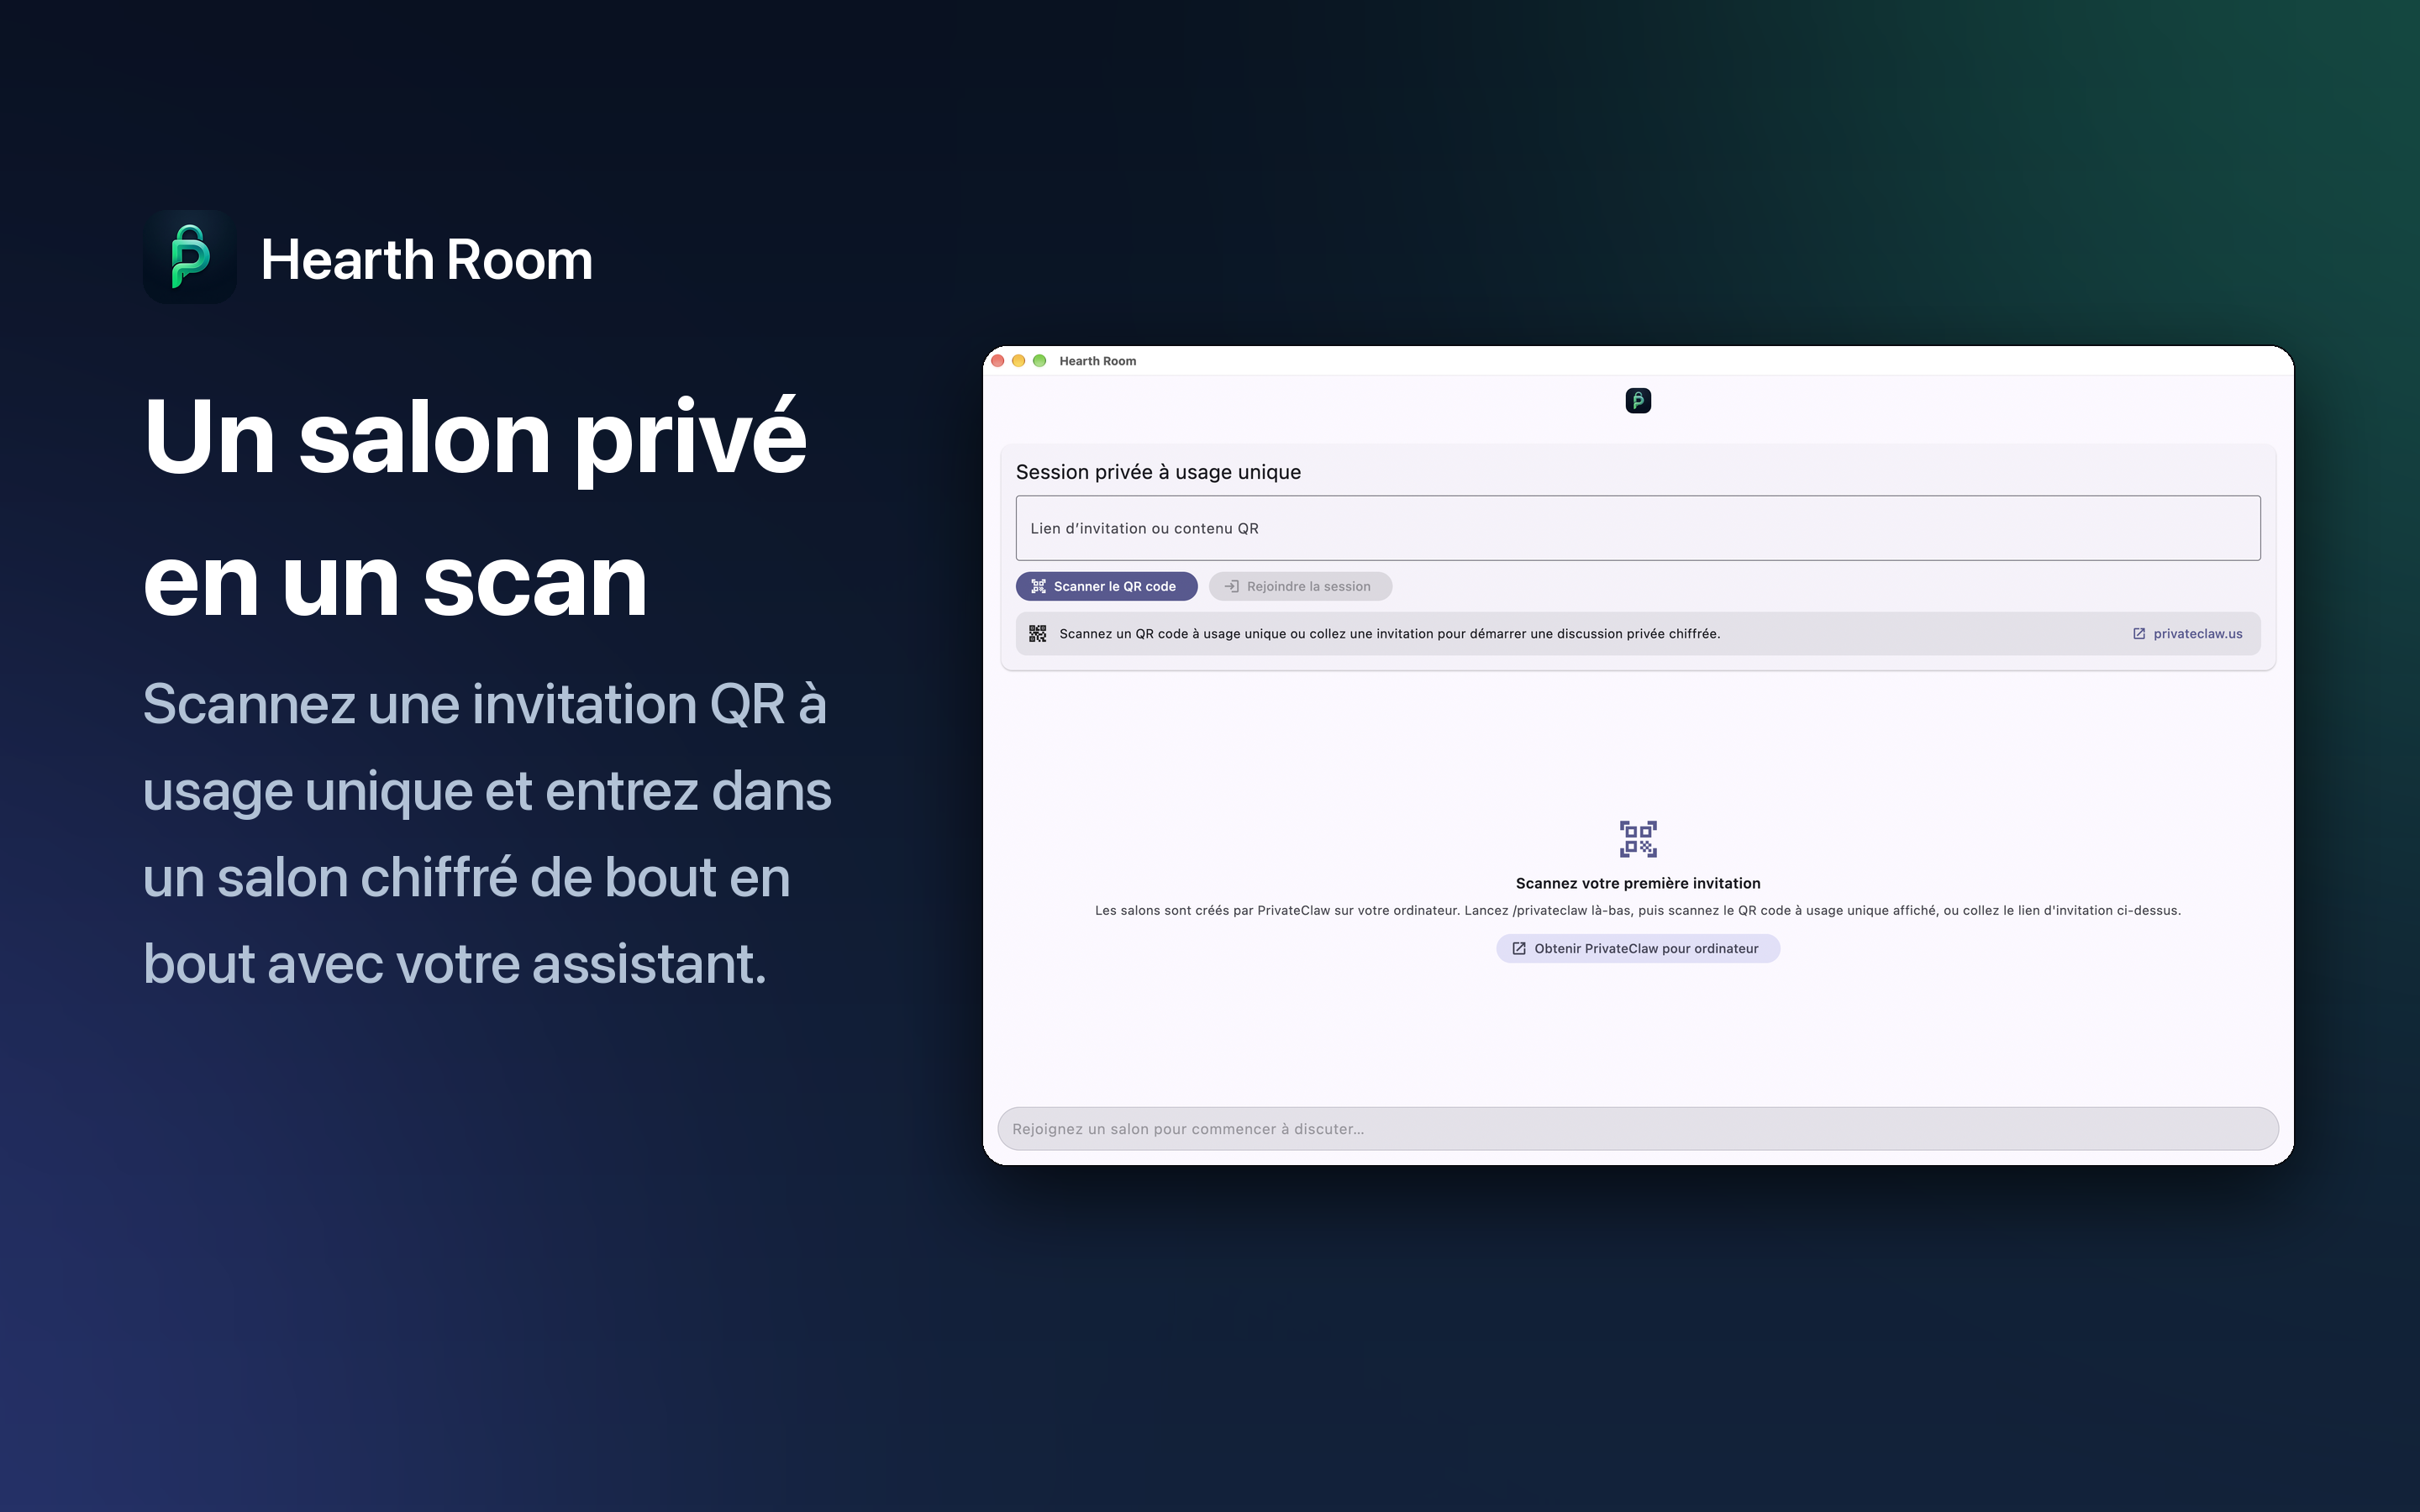 Hearth Room
Un salon privé
en un scan
Scannez une invitation QR à
usage unique et entrez dans
un salon chiffré de bout en
bout avec votre assistant.
Hearth Room
Session privée à usage unique
Lien d’invitation ou contenu QR
Scanner le QR code
Rejoindre la session
Scannez un QR code à usage unique ou collez une invitation pour démarrer une discussion privée chiffrée.
privateclaw.us
Scannez votre première invitation
Les salons sont créés par PrivateClaw sur votre ordinateur. Lancez /privateclaw là-bas, puis scannez le QR code à usage unique affiché, ou collez le lien d'invitation ci-dessus.
Obtenir PrivateClaw pour ordinateur
Rejoignez un salon pour commencer à discuter…